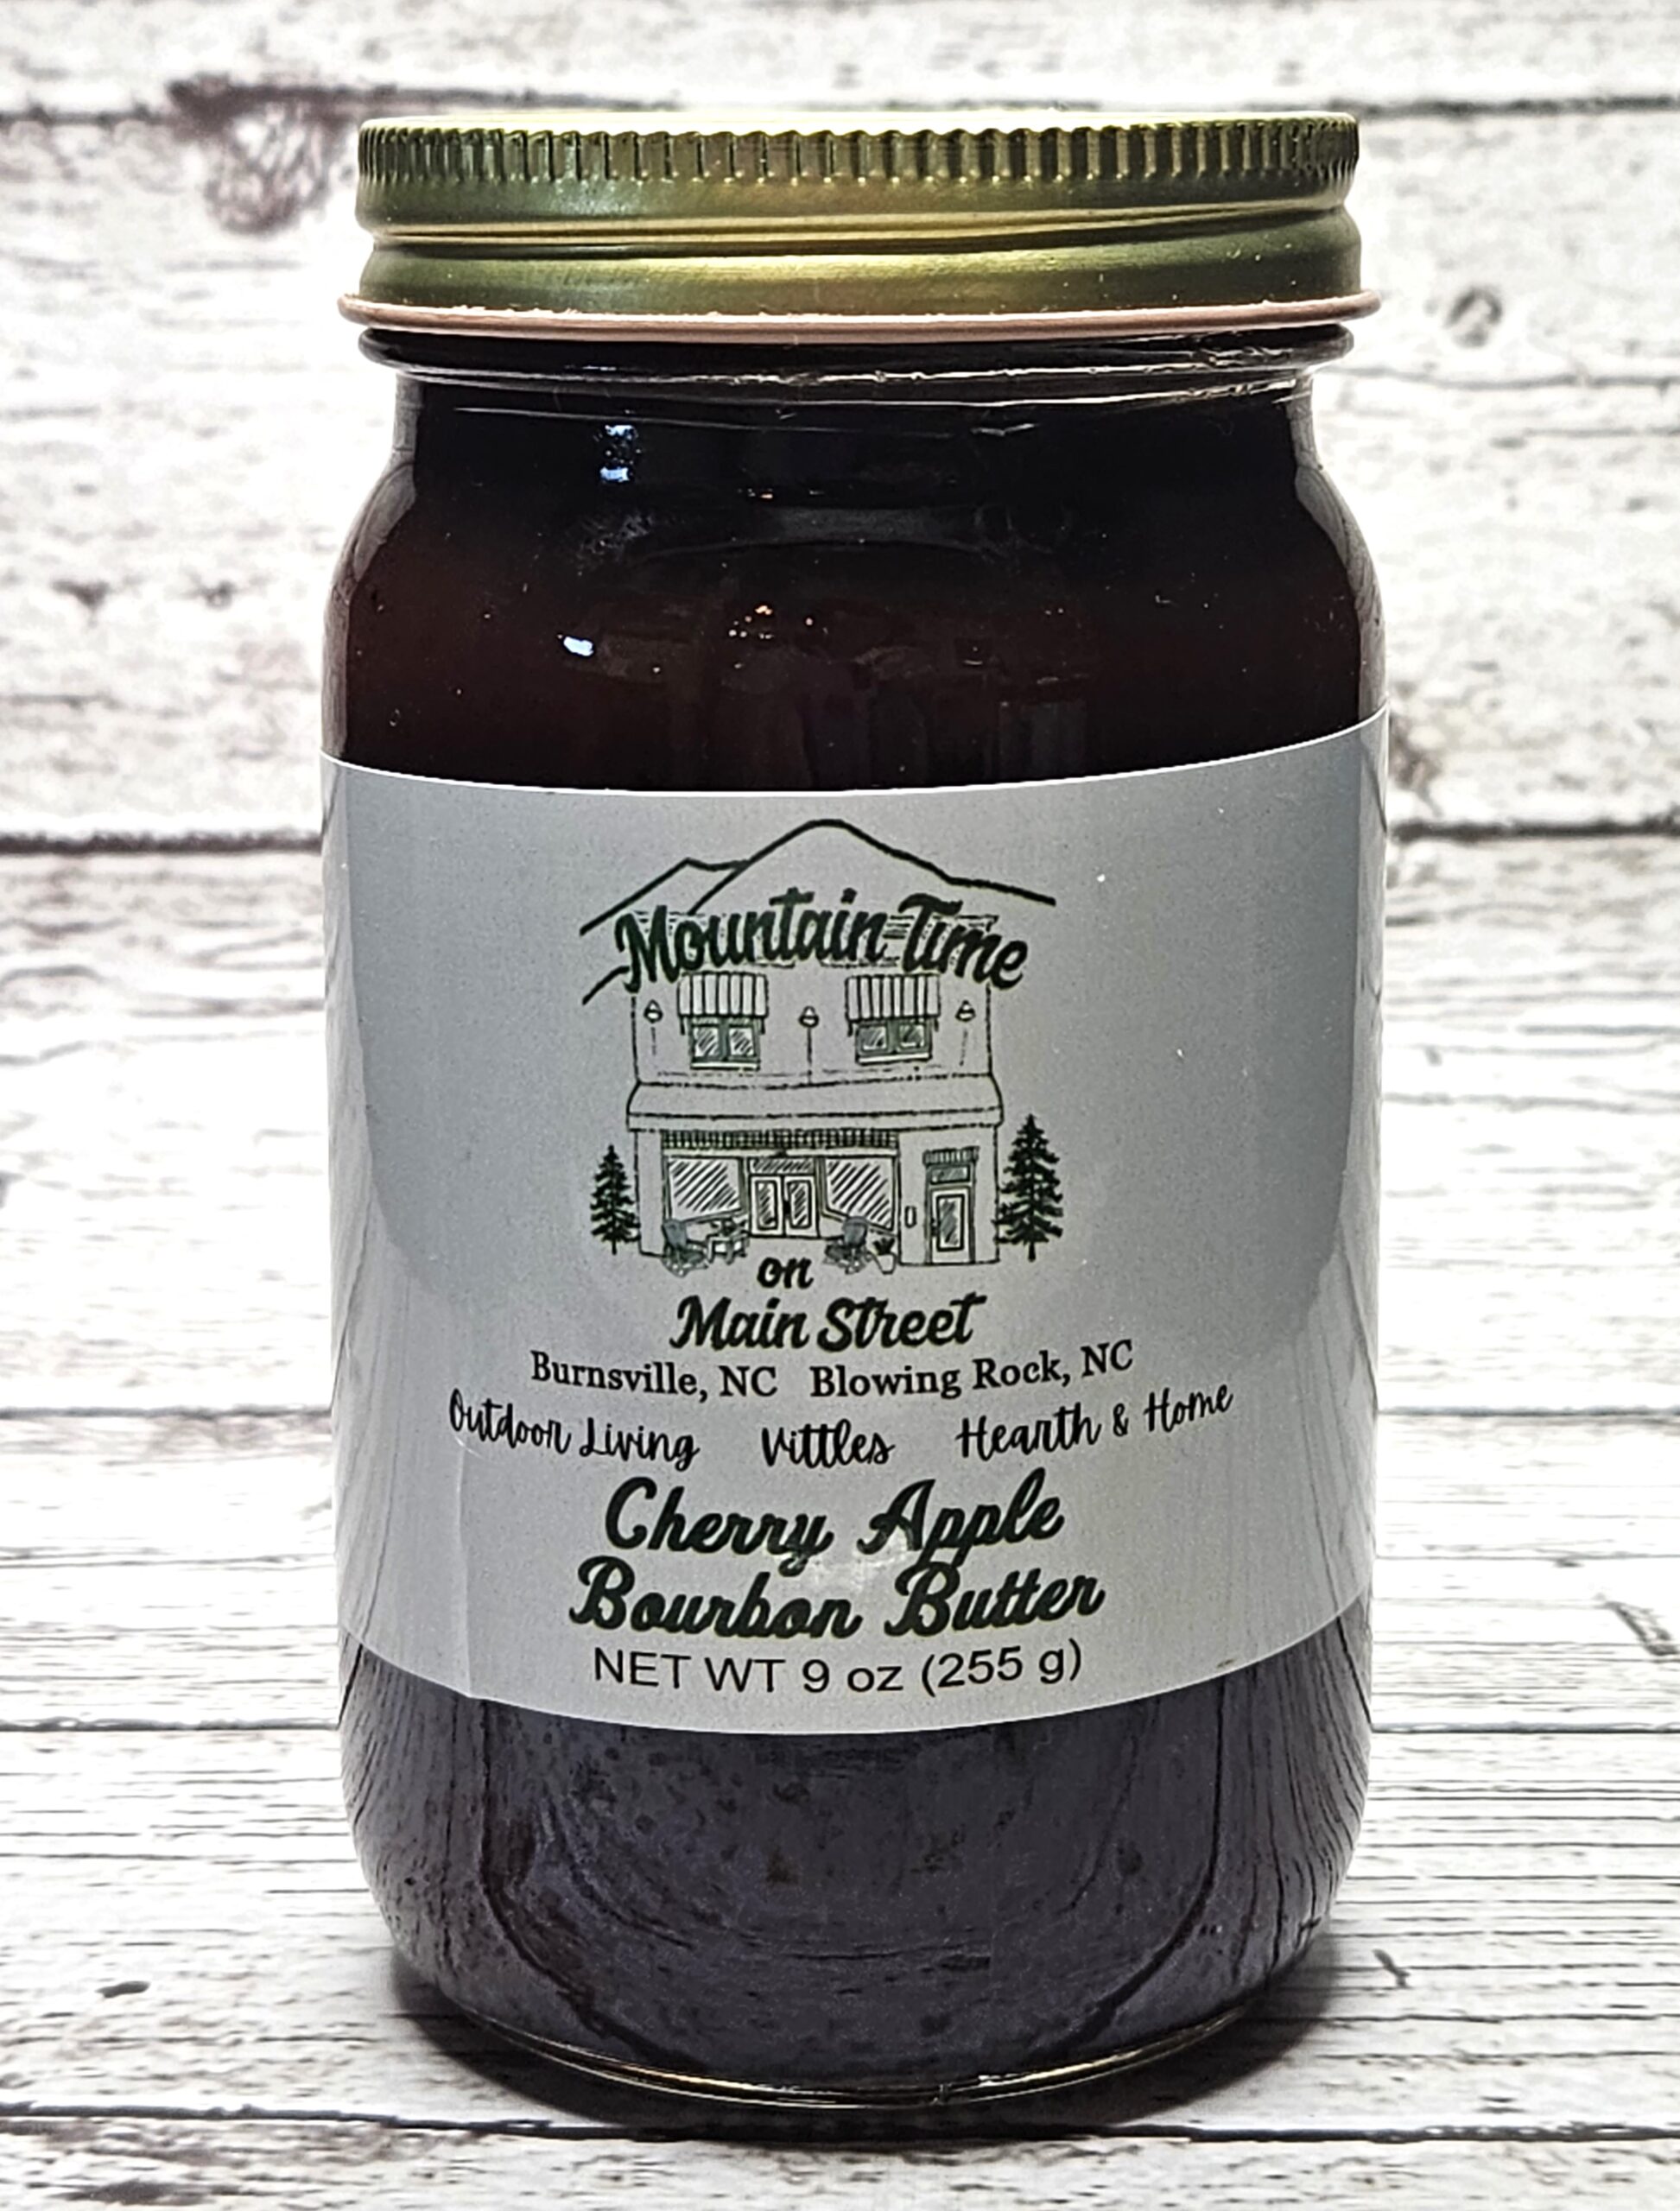 Mountain Time
on
Main Street
Burnsville, NC Blowing Rock, NC
Outdoor Living Vittles Hearth & Home
Cherry Apple
Bourbon Butter
NET WT 9 oz (255 g)